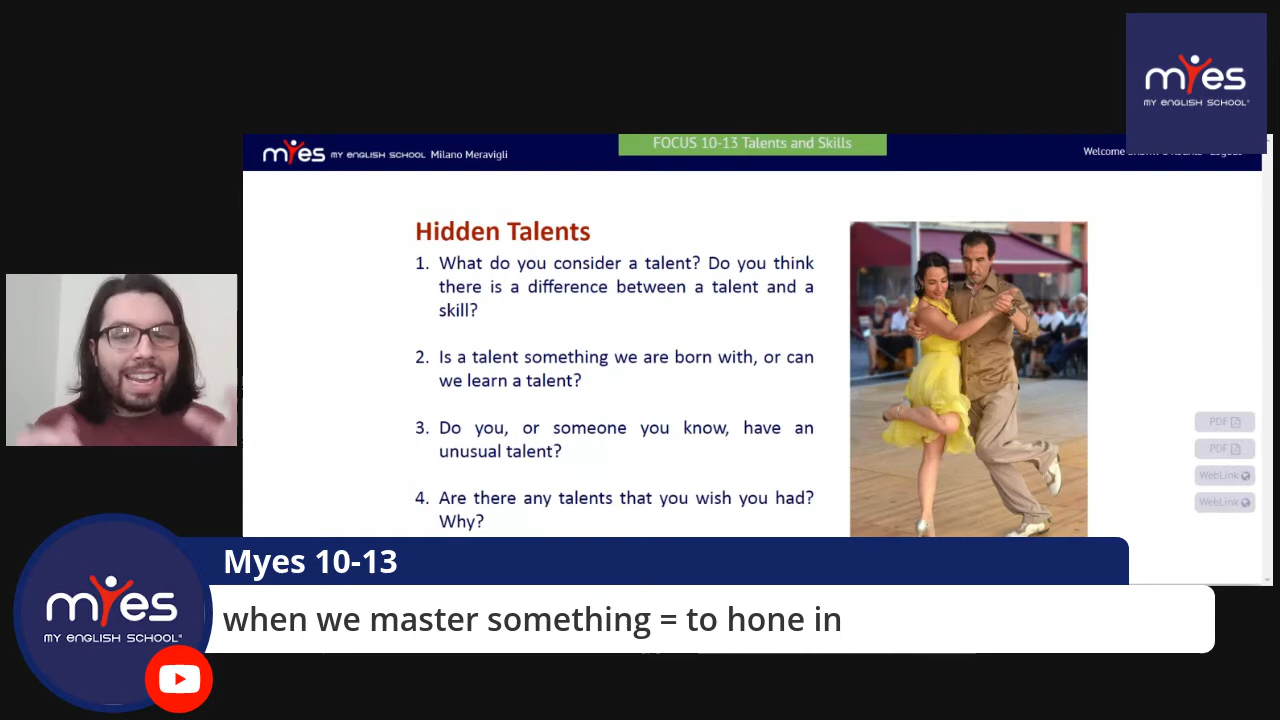 myes
MY ENGLISH SCHOOL®
myes MY ENGLISH SCHOOL Milano Meravigli
FOCUS 10-13 Talents and Skills
Welcome
Hidden Talents
1. What do you consider a talent? Do you think
there is a difference between a talent and a
skill?
2. Is a talent something we are born with, or can
we learn a talent?
3. Do you, or someone you know, have an
unusual talent?
4. Are there any talents that you wish you had?
Why?
PDF
PDF
WebLink
WebLink
Myes 10-13
when we master something = to hone in
myes
MY ENGLISH SCHOOL®